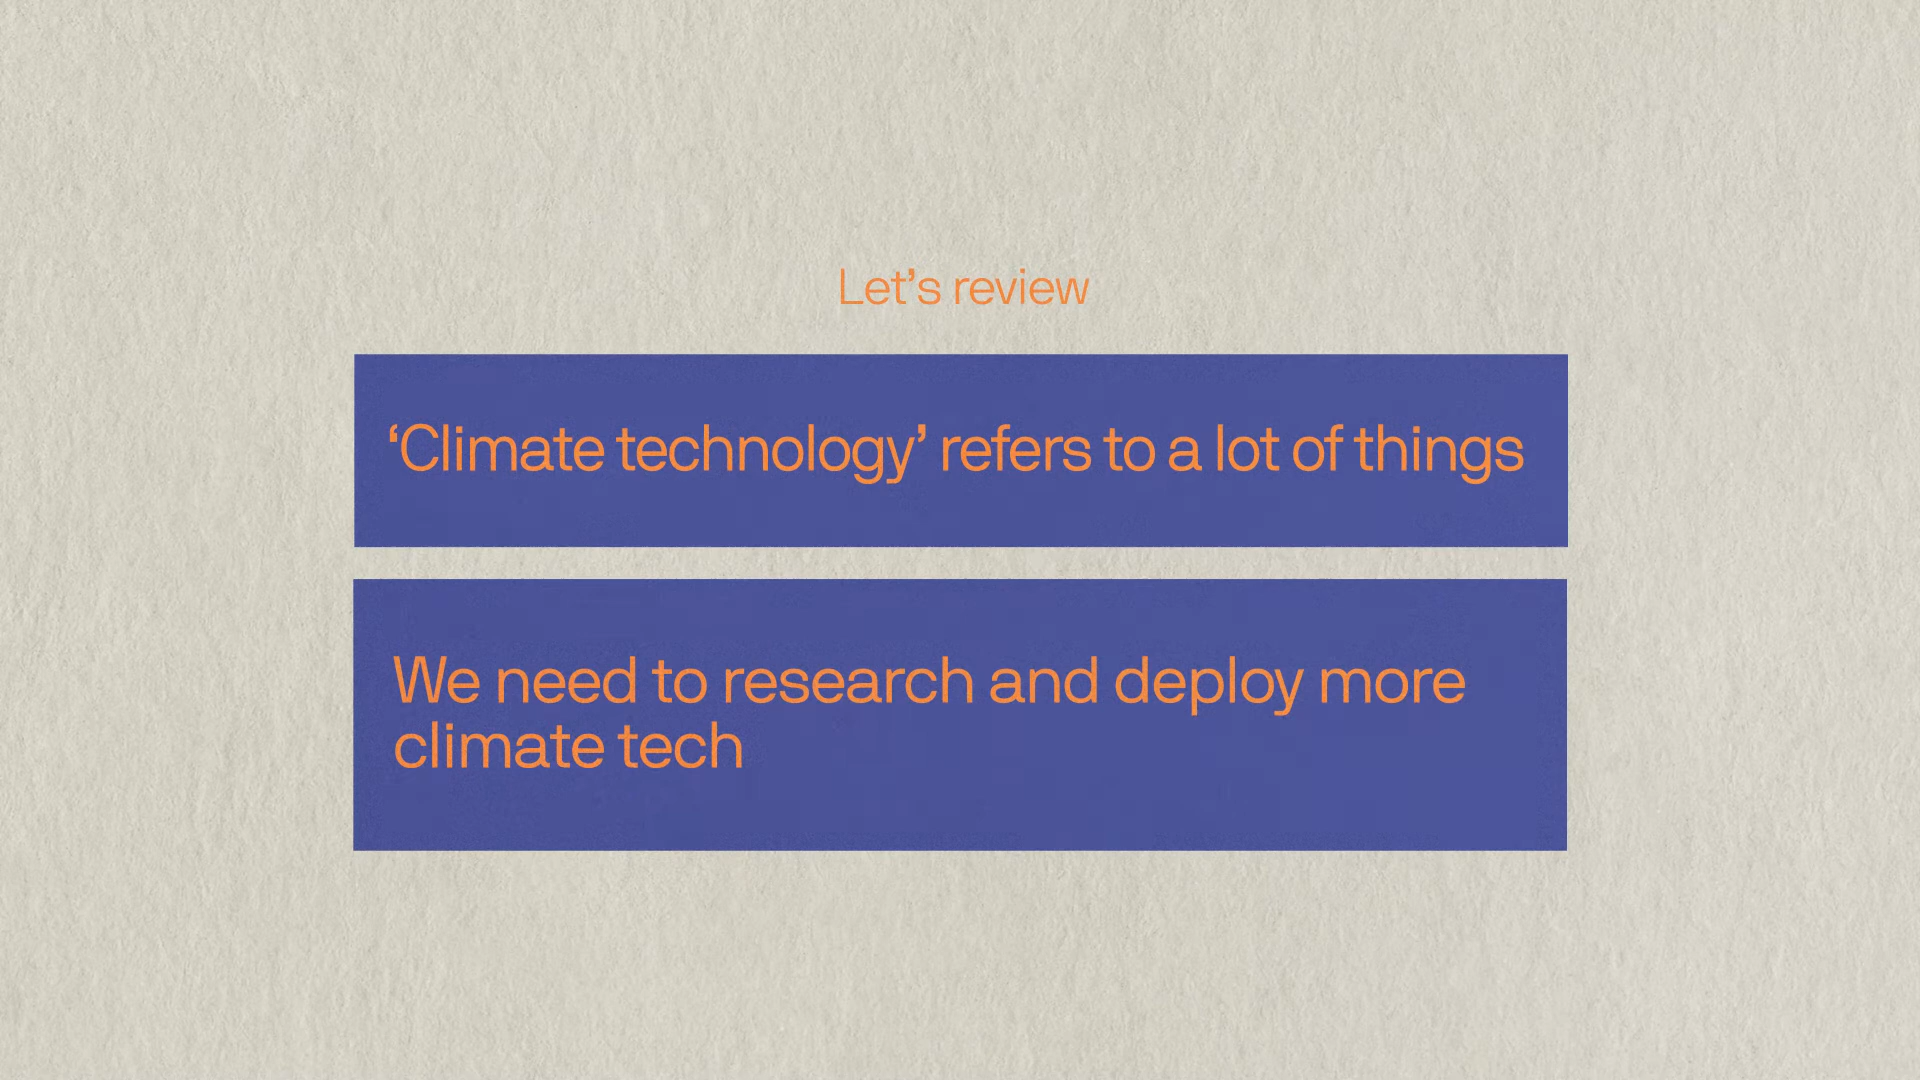 Let’s review
‘Climate technology’ refers to a lot of things
We need to research and deploy more
climate tech